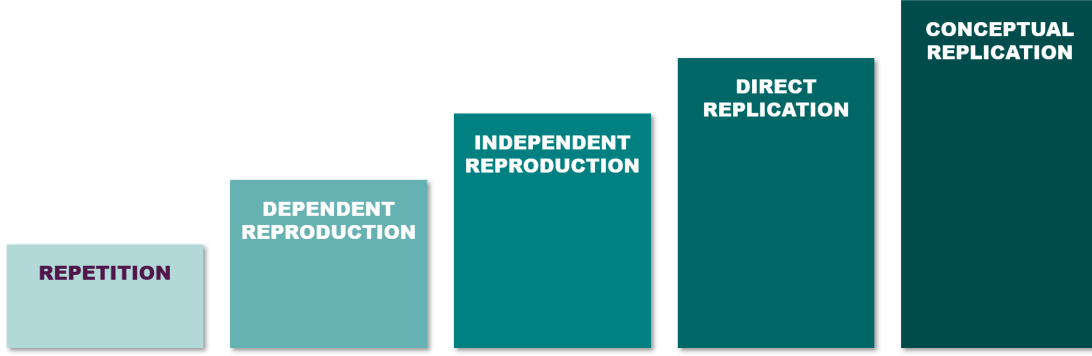 REPETITION
DEPENDENT
REPRODUCTION
INDEPENDENT
REPRODUCTION
DIRECT
REPLICATION
CONCEPTUAL
REPLICATION